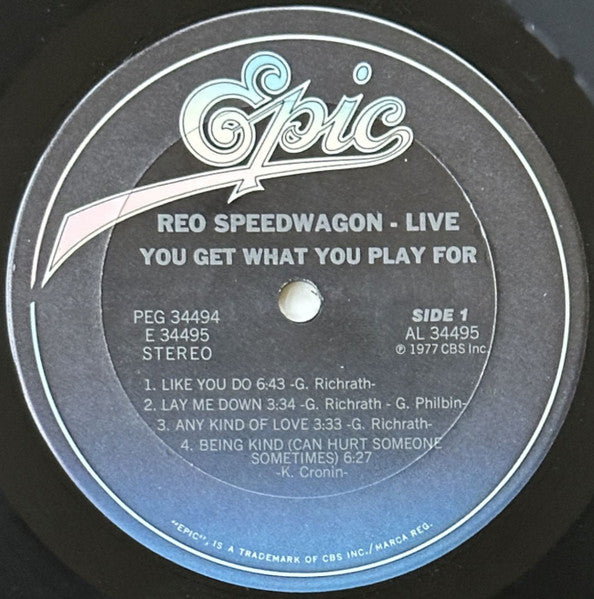 Epic
REO SPEEDWAGON - LIVE
YOU GET WHAT YOU PLAY FOR
PEG 34494
E 34495
STEREO
SIDE 1
AL 34495
℗ 1977 CBS Inc.
1. LIKE YOU DO 6:43 -G. Richrath-
2. LAY ME DOWN 3:34 -G. Richrath - G. Philbin-
3. ANY KIND OF LOVE 3:33 -G. Richrath-
4. BEING KIND (CAN HURT SOMEONE
SOMETIMES) 6:27
-K. Cronin-
"EPIC", IS A TRADEMARK OF CBS INC./MARCA REG.